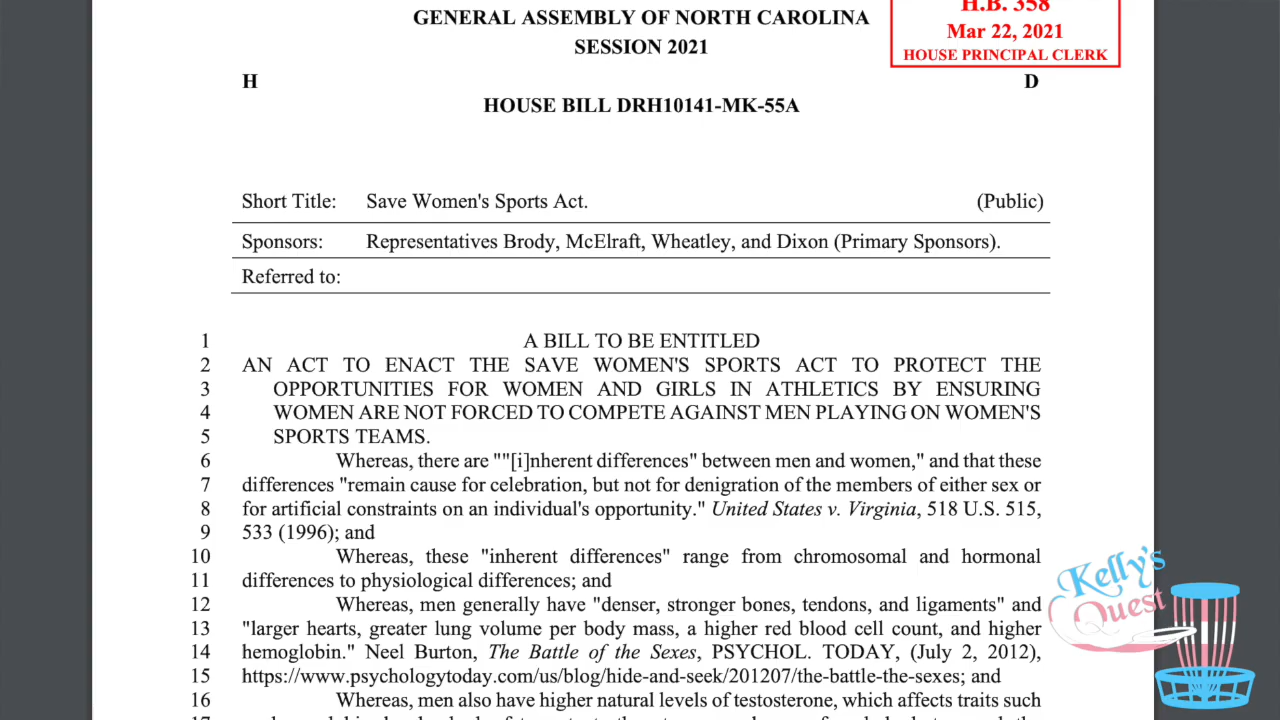 H.B. 358
GENERAL ASSEMBLY OF NORTH CAROLINA
Mar 22, 2021
SESSION 2021
HOUSE PRINCIPAL CLERK
H
D
HOUSE BILL DRH10141-MK-55A
Short Title: Save Women's Sports Act. (Public)
Sponsors: Representatives Brody, McElraft, Wheatley, and Dixon (Primary Sponsors).
Referred to:
1 A BILL TO BE ENTITLED
2 AN ACT TO ENACT THE SAVE WOMEN'S SPORTS ACT TO PROTECT THE
3 OPPORTUNITIES FOR WOMEN AND GIRLS IN ATHLETICS BY ENSURING
4 WOMEN ARE NOT FORCED TO COMPETE AGAINST MEN PLAYING ON WOMEN'S
5 SPORTS TEAMS.
6 Whereas, there are ""[i]nherent differences" between men and women," and that these
7 differences "remain cause for celebration, but not for denigration of the members of either sex or
8 for artificial constraints on an individual's opportunity." United States v. Virginia, 518 U.S. 515,
9 533 (1996); and
10 Whereas, these "inherent differences" range from chromosomal and hormonal
11 differences to physiological differences; and
12 Whereas, men generally have "denser, stronger bones, tendons, and ligaments" and
13 "larger hearts, greater lung volume per body mass, a higher red blood cell count, and higher
14 hemoglobin." Neel Burton, The Battle of the Sexes, PSYCHOL. TODAY, (July 2, 2012),
15 https://www.psychologytoday.com/us/blog/hide-and-seek/201207/the-battle-the-sexes; and
16 Whereas, men also have higher natural levels of testosterone, which affects traits such
Kelly's
Quest